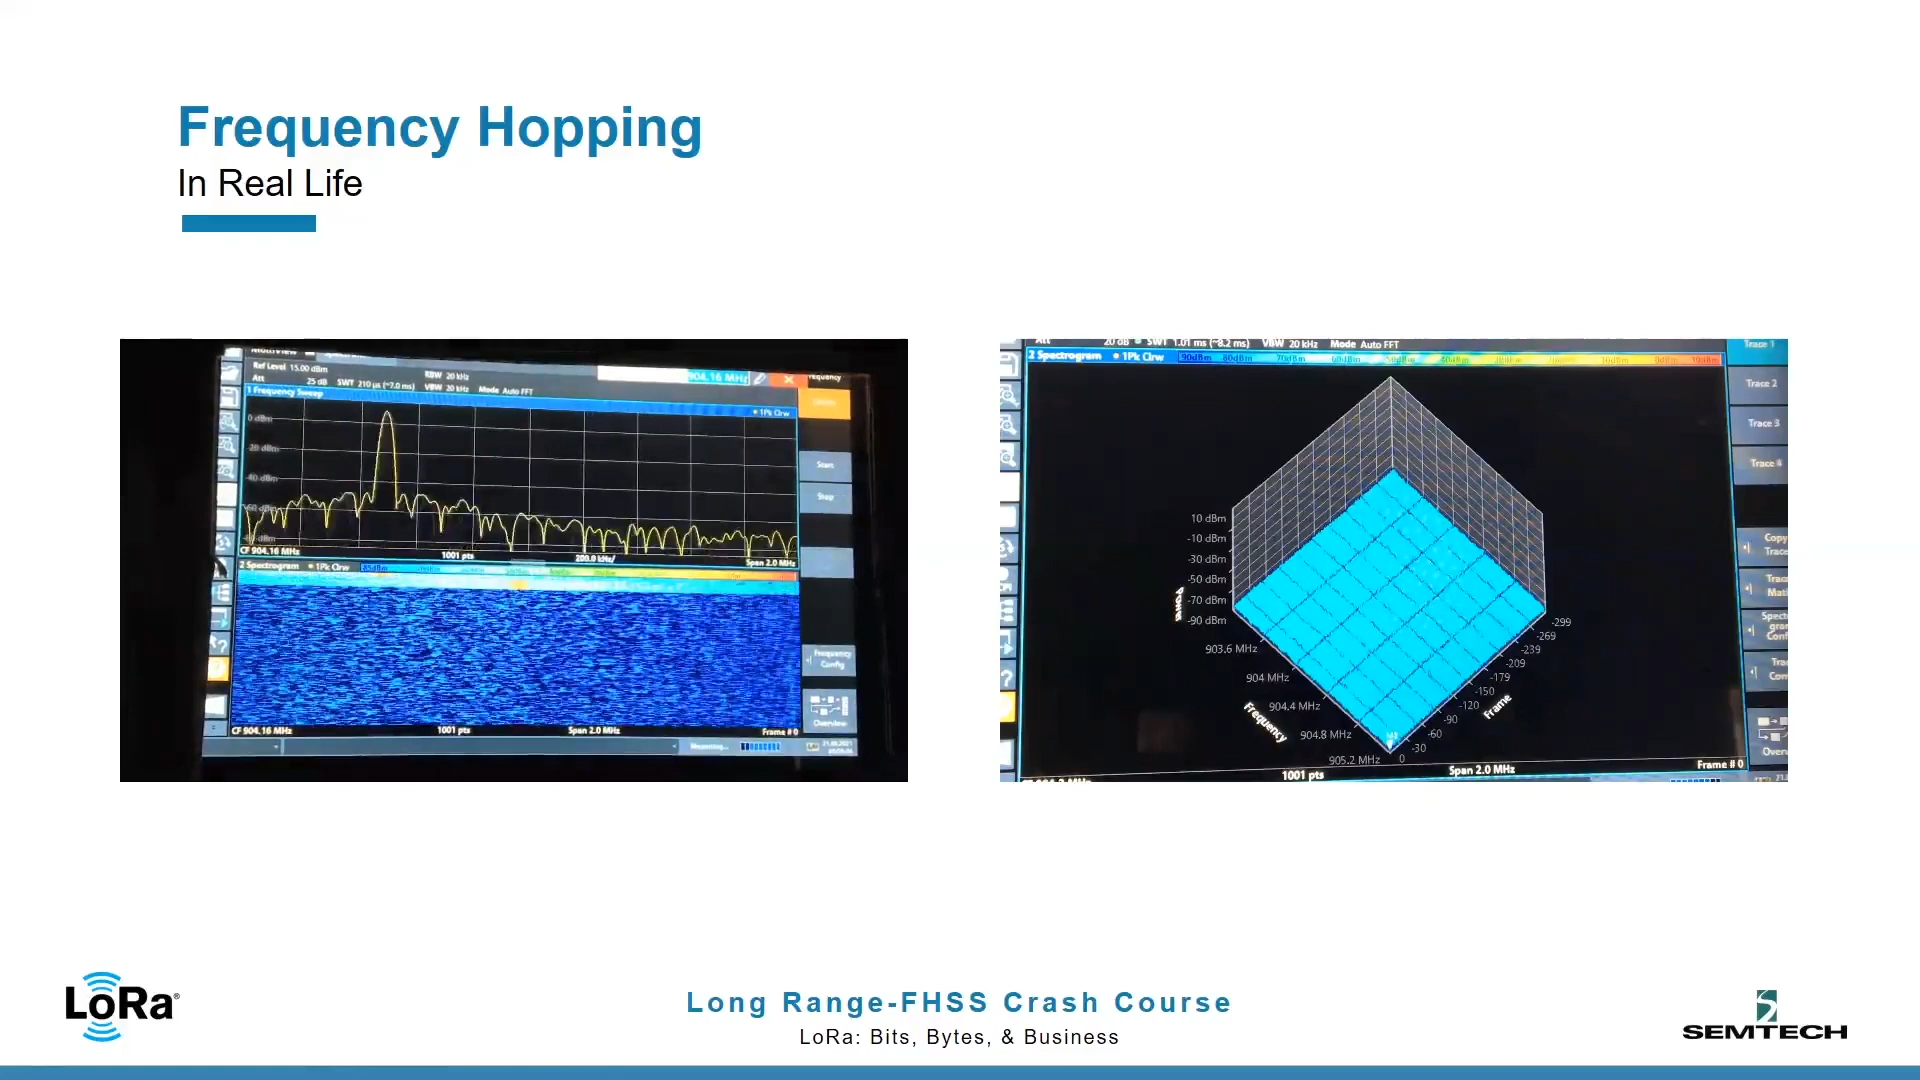 Frequency Hopping
In Real Life
MultiView
Ref Level 15.00 dBm
RBW 20 kHz
904.16 MHz
Att 25 dB SWT 210 µs (~7.0 ms) VBW 20 kHz Mode Auto FFT
1 Frequency Sweep
1Pk Clrw
0 dBm
-20 dBm
-40 dBm
CF 904.16 MHz
1001 pts
200.0 kHz/
Span 2.0 MHz
2 Spectrogram 1Pk Clrw
CF 904.16 MHz
1001 pts
Span 2.0 MHz
Frame # 0
Start
Stop
Frequency
Config
Overview
Att 20 dB SWT 1.01 ms (~8.2 ms) VBW 20 kHz Mode Auto FFT
2 Spectrogram 1Pk Clrw
10 dBm
-10 dBm
-30 dBm
-50 dBm
-70 dBm
-90 dBm
903.6 MHz
904 MHz
904.4 MHz
904.8 MHz
905.2 MHz
Frequency
-299
-269
-239
-209
-179
-150
-120
-90
-60
-30
0
Frame
1001 pts
Span 2.0 MHz
Frame # 0
Trace 1
Trace 2
Trace 3
Trace 4
Copy
LoRa®
Long Range-FHSS Crash Course
LoRa: Bits, Bytes, & Business
SEMTECH